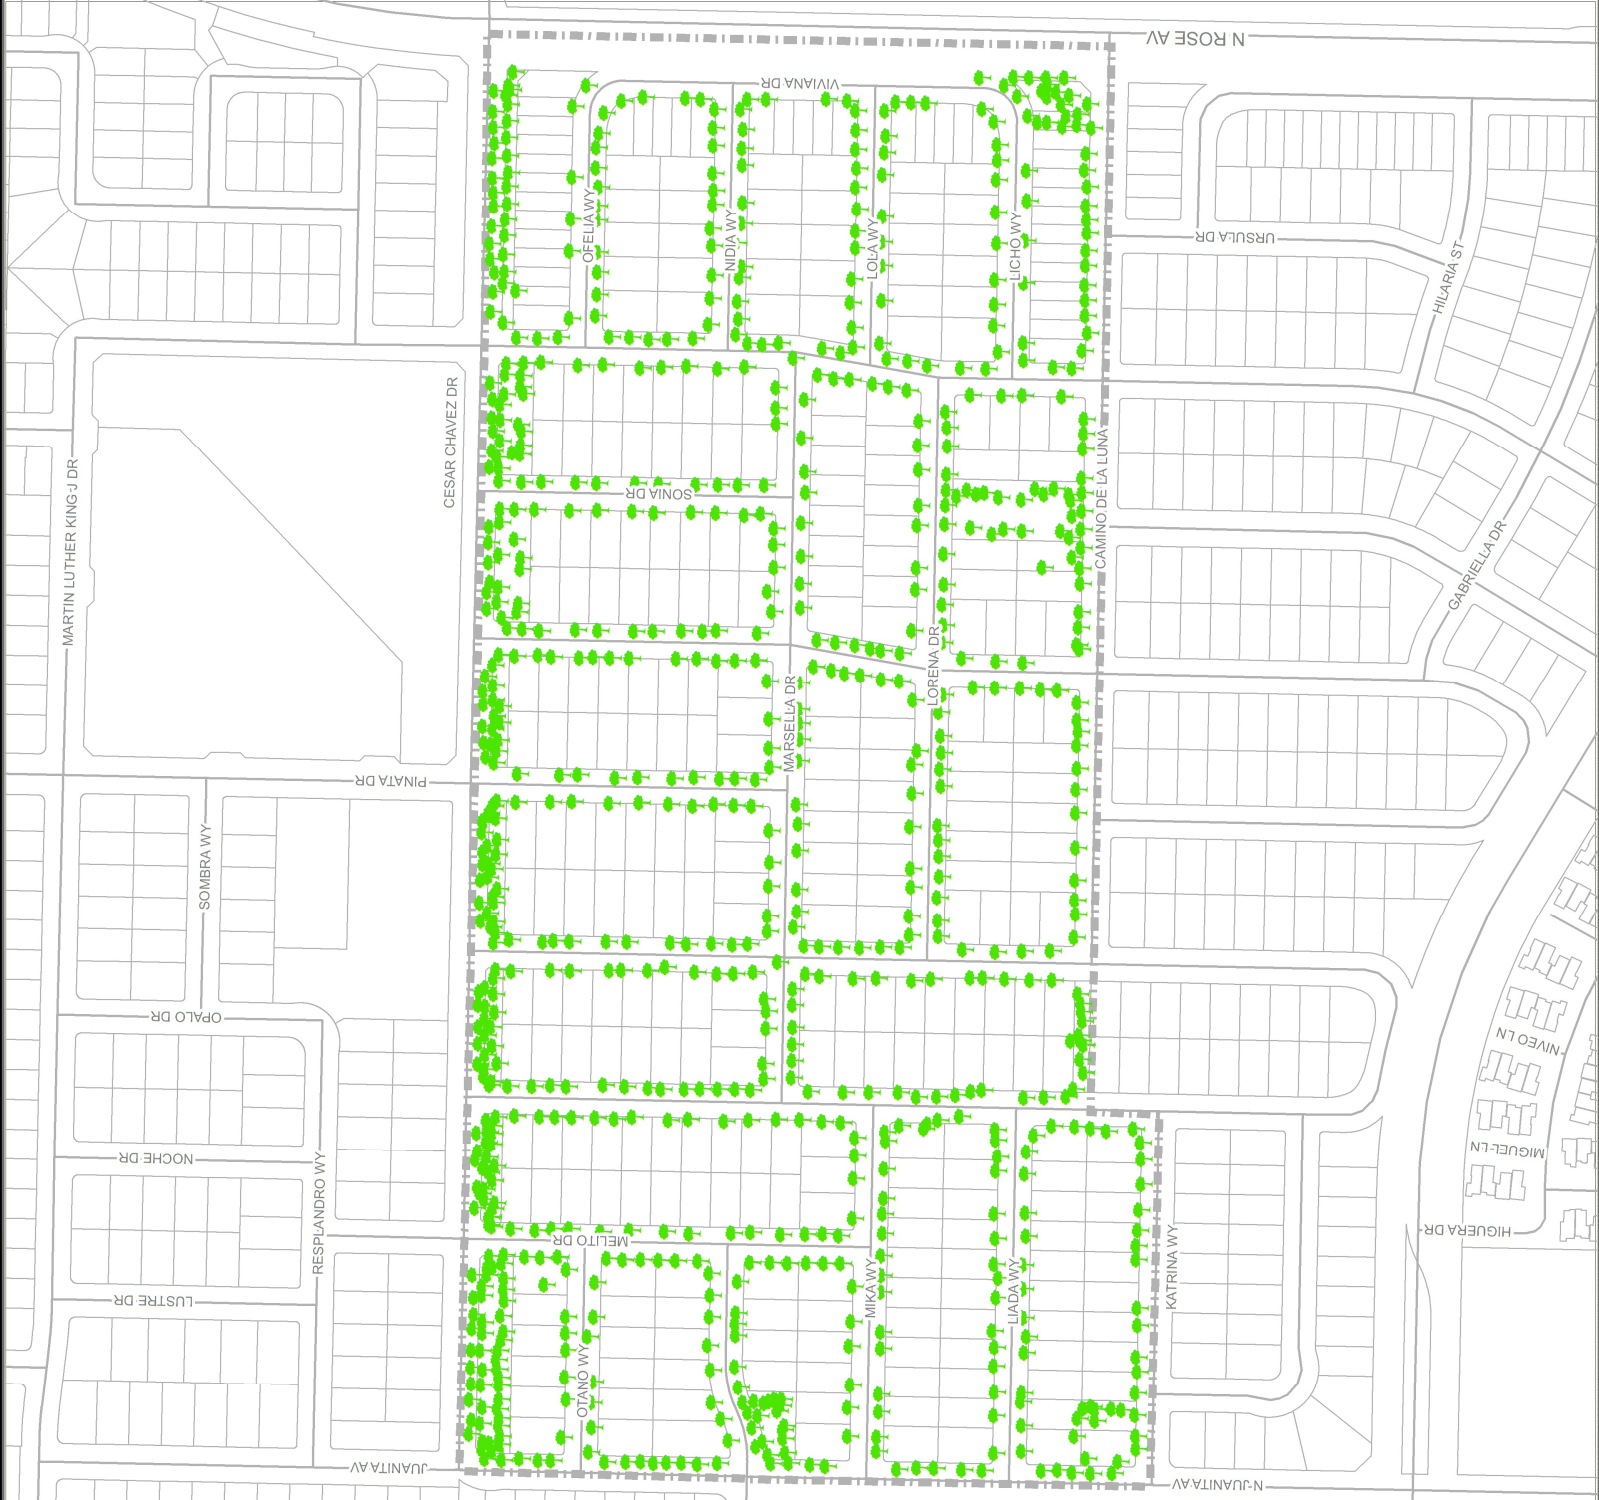 N ROSE AV
VIVIANA DR
OFELIA WY
NIDIA WY
LOLA WY
LICHO WY
URSULA DR
HILARIA ST
CESAR CHAVEZ DR
MARTIN LUTHER KING J DR
SONIA DR
CAMINO DE LA LUNA
GABRIELLA DR
LORENA DR
MARSELLA DR
PINATA DR
SOMBRA WY
OPALO DR
NIVEO LN
MIGUEL LN
NOCHE DR
RESPLANDRO WY
HIGUERA DR
MELITO DR
MIKA WY
LIADA WY
KATRINA WY
LUSTRE DR
OTANO WY
JUANITA AV
N JUANITA AV